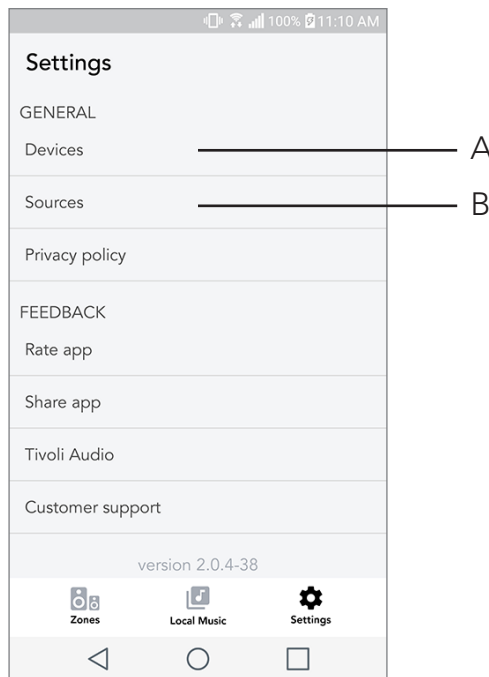 100% 11:10 AM
Settings
GENERAL
Devices
A
Sources
B
Privacy policy
FEEDBACK
Rate app
Share app
Tivoli Audio
Customer support
version 2.0.4-38
Zones Local Music Settings